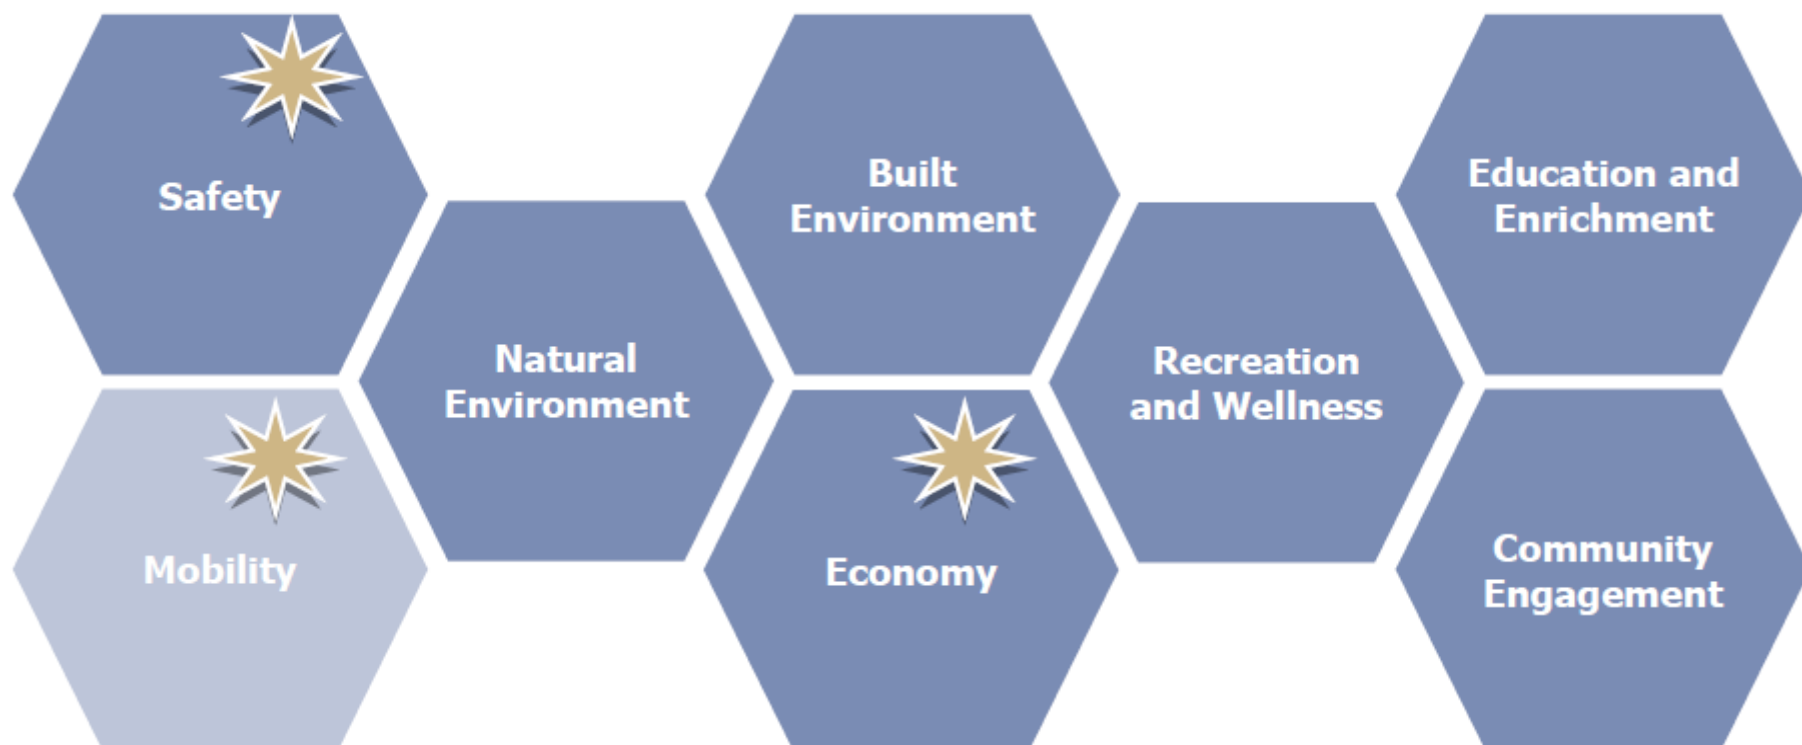 Safety
Mobility
Natural
Environment
Built
Environment
Economy
Recreation
and Wellness
Education and
Enrichment
Community
Engagement